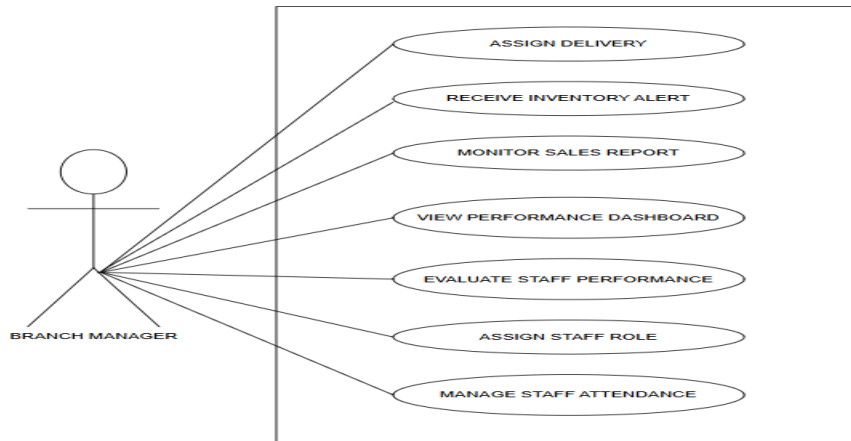 ASSIGN DELIVERY
RECEIVE INVENTORY ALERT
MONITOR SALES REPORT
VIEW PERFORMANCE DASHBOARD
EVALUATE STAFF PERFORMANCE
BRANCH MANAGER
ASSIGN STAFF ROLE
MANAGE STAFF ATTENDANCE